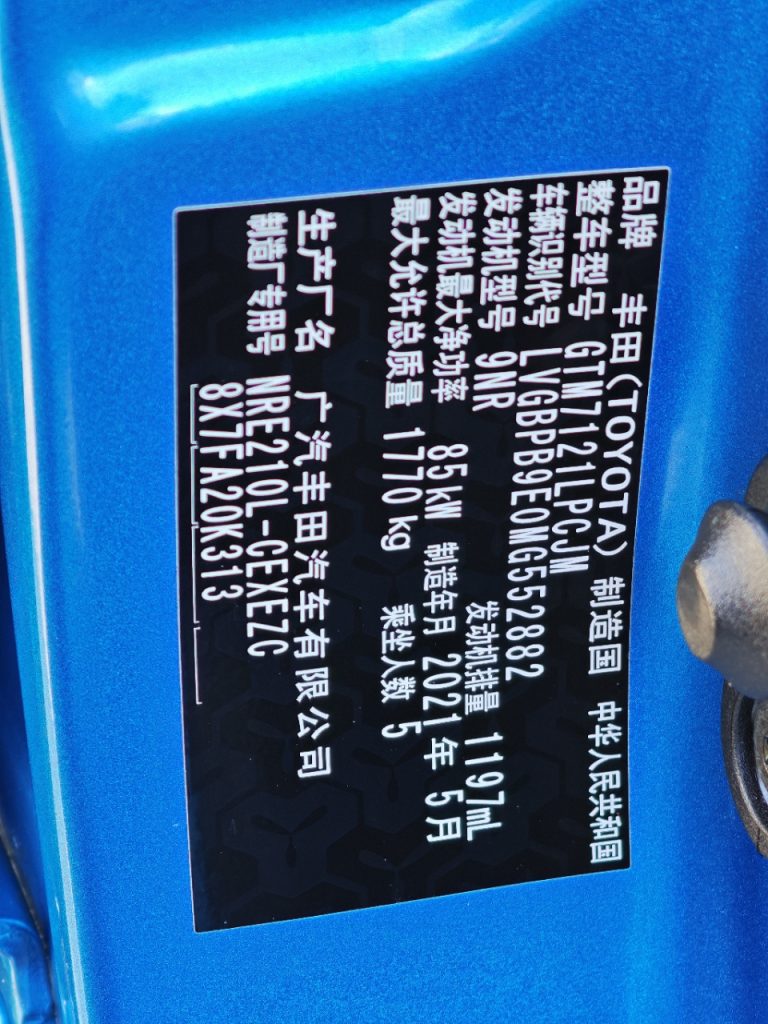 品牌 丰田(TOYOTA) 制造国 中华人民共和国
整车型号 GTM7121LPCJM
车辆识别代号 LVGBPB9E0MG552882
发动机型号 9NR 发动机排量 1197mL
发动机最大净功率 85kW 制造年月 2021年5月
最大允许总质量 1770kg 乘坐人数 5
生产厂名 广汽丰田汽车有限公司
制造厂专用号 NRE210L-CEXEZC
8X7FA20K313